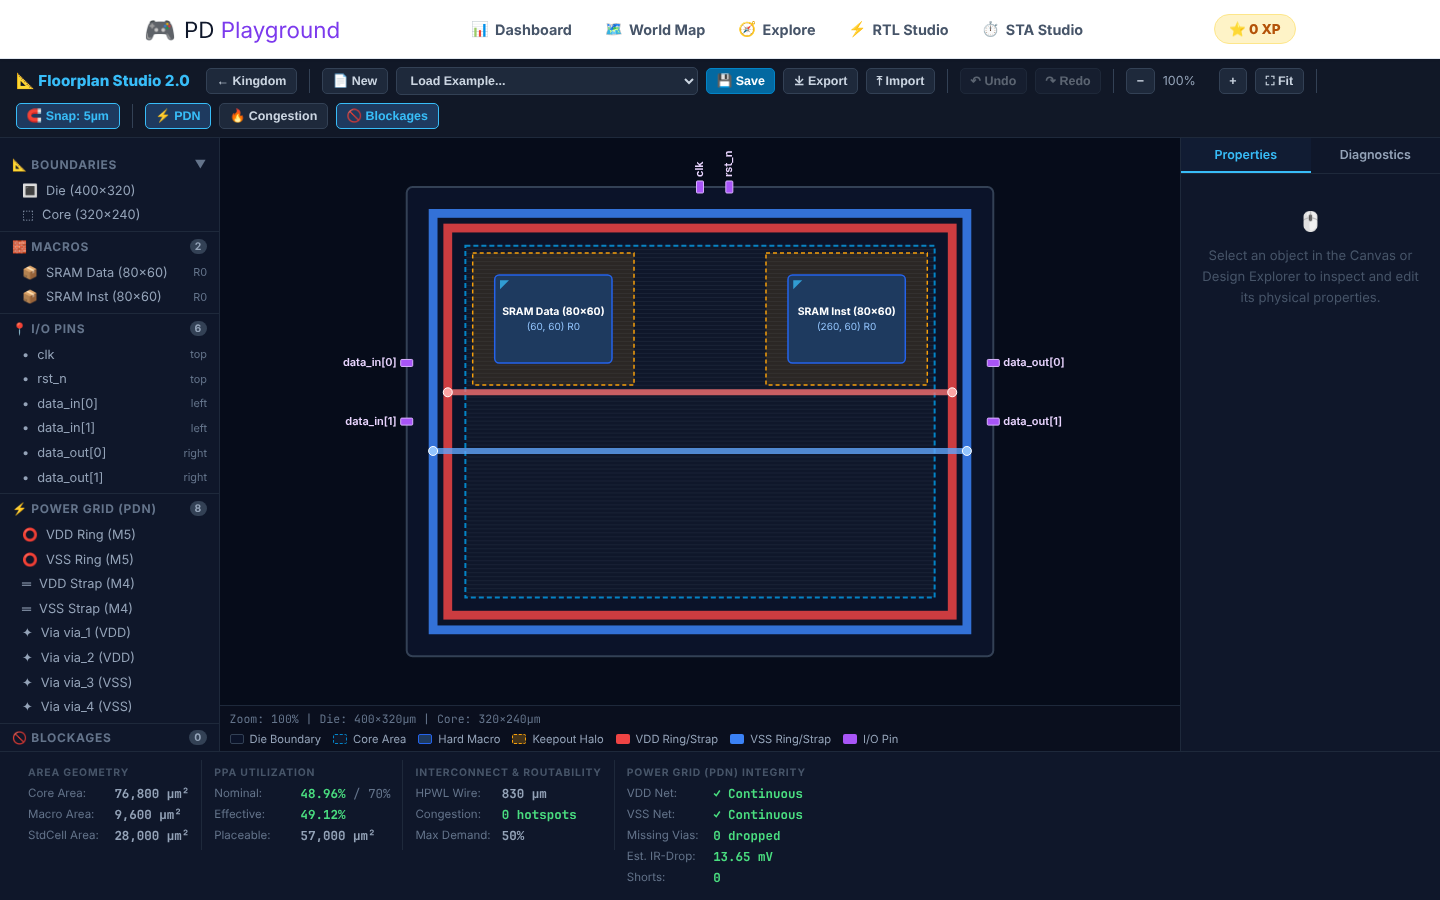 PD Playground
Dashboard
World Map
Explore
RTL Studio
STA Studio
0 XP
Floorplan Studio 2.0
← Kingdom
New
Load Example...
Save
Export
Import
Undo
Redo
−
100%
+
Fit
Snap: 5μm
PDN
Congestion
Blockages
BOUNDARIES
Die (400×320)
Core (320×240)
MACROS 2
SRAM Data (80×60) R0
SRAM Inst (80×60) R0
I/O PINS 6
clk top
rst_n top
data_in[0] left
data_in[1] left
data_out[0] right
data_out[1] right
POWER GRID (PDN) 8
VDD Ring (M5)
VSS Ring (M5)
VDD Strap (M4)
VSS Strap (M4)
Via via_1 (VDD)
Via via_2 (VDD)
Via via_3 (VSS)
Via via_4 (VSS)
BLOCKAGES 0
clk
rst_n
SRAM Data (80×60)
(60, 60) R0
SRAM Inst (80×60)
(260, 60) R0
data_in[0]
data_out[0]
data_in[1]
data_out[1]
Zoom: 100% | Die: 400×320μm | Core: 320×240μm
Die Boundary
Core Area
Hard Macro
Keepout Halo
VDD Ring/Strap
VSS Ring/Strap
I/O Pin
Properties
Diagnostics
Select an object in the Canvas or
Design Explorer to inspect and edit
its physical properties.
AREA GEOMETRY
Core Area: 76,800 μm²
Macro Area: 9,600 μm²
StdCell Area: 28,000 μm²
PPA UTILIZATION
Nominal: 48.96% / 70%
Effective: 49.12%
Placeable: 57,000 μm²
INTERCONNECT & ROUTABILITY
HPWL Wire: 830 μm
Congestion: 0 hotspots
Max Demand: 50%
POWER GRID (PDN) INTEGRITY
VDD Net: ✓ Continuous
VSS Net: ✓ Continuous
Missing Vias: 0 dropped
Est. IR-Drop: 13.65 mV
Shorts: 0